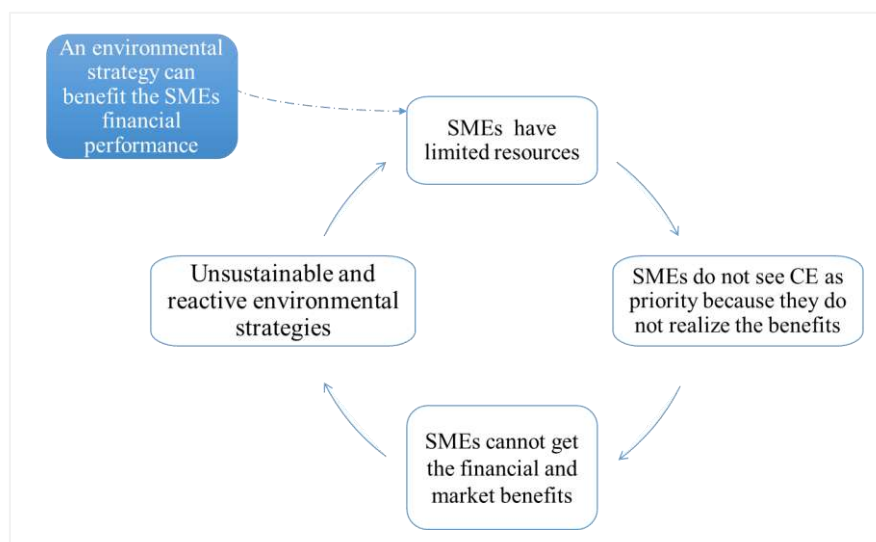 An environmental
strategy can
benefit the SMEs
financial
performance
SMEs have
limited resources
SMEs do not see CE as
priority because they do
not realize the benefits
SMEs cannot get
the financial and
market benefits
Unsustainable and
reactive environmental
strategies